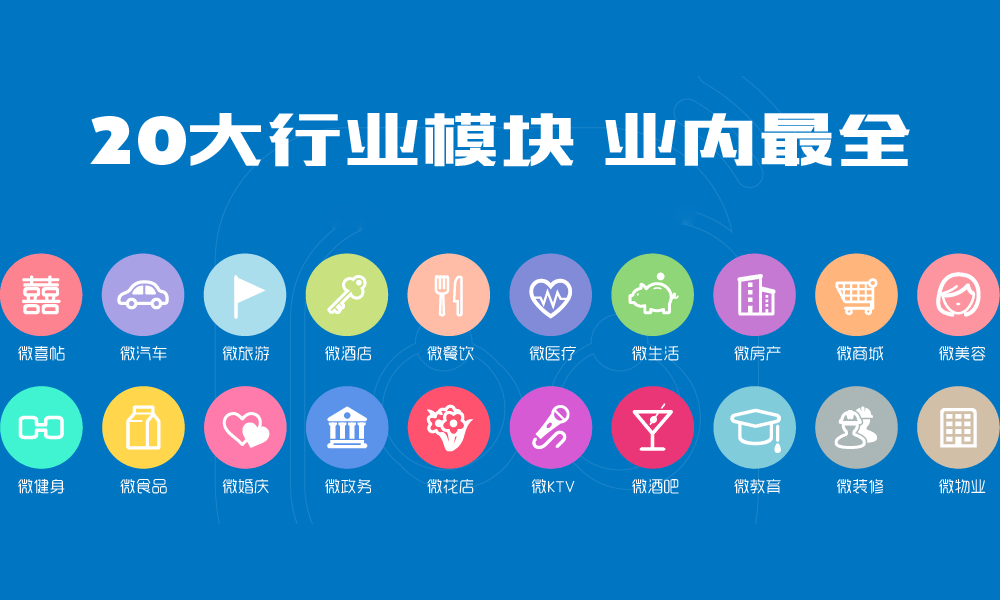 20大行业模块 业内最全
微喜帖 微汽车 微旅游 微酒店 微餐饮 微医疗 微生活 微房产 微商城 微美容
微健身 微食品 微婚庆 微政务 微花店 微KTV 微酒吧 微教育 微装修 微物业